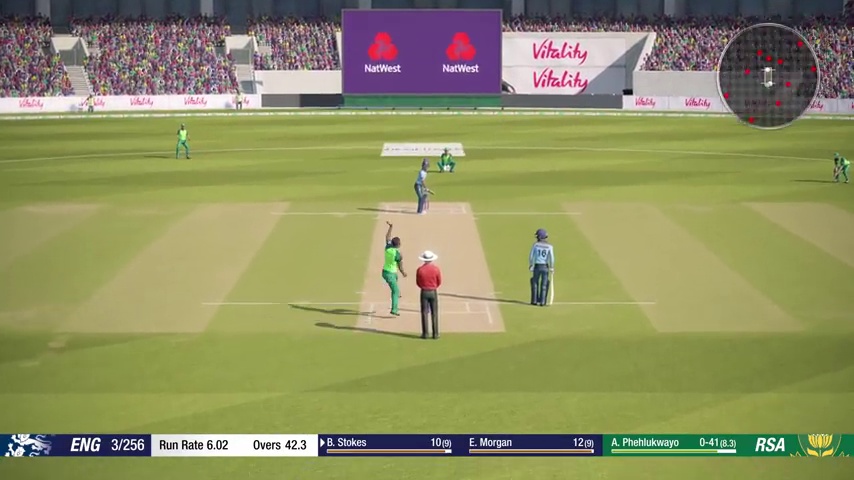 NatWest NatWest
Vitality
Vitality
Vitality Vitality Vitality Vitality Vitality Vitality
16
ENG 3/256 Run Rate 6.02 Overs 42.3 B. Stokes 10(9) E. Morgan 12(9) A. Phehlukwayo 0-41(8.3) RSA